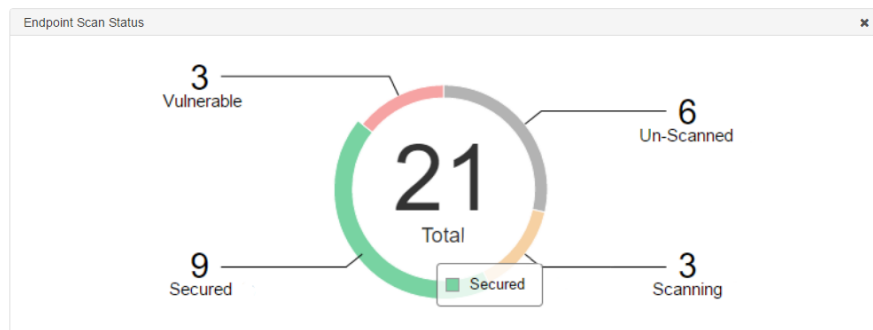 Endpoint Scan Status
3
Vulnerable
6
Un-Scanned
21
Total
9
Secured
3
Scanning
Secured